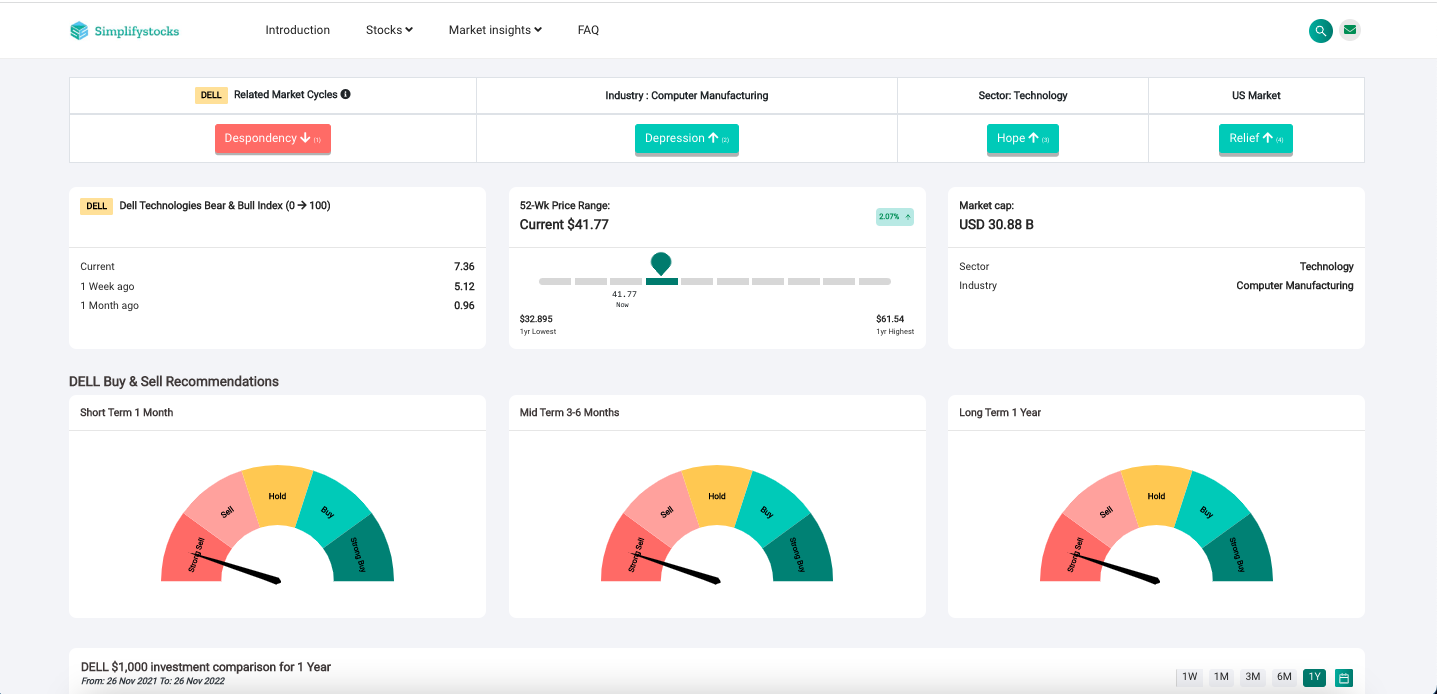 Simplifystocks
Introduction
Stocks
Market insights
FAQ
DELL Related Market Cycles
Industry : Computer Manufacturing
Sector: Technology
US Market
Despondency (1)
Depression (2)
Hope (3)
Relief (4)
DELL Dell Technologies Bear & Bull Index (0 → 100)
Current 7.36
1 Week ago 5.12
1 Month ago 0.96
52-Wk Price Range:
Current $41.77
2.07% ↑
41.77
Now
$32.895
1yr Lowest
$61.54
1yr Highest
Market cap:
USD 30.88 B
Sector Technology
Industry Computer Manufacturing
DELL Buy & Sell Recommendations
Short Term 1 Month
Strong Sell
Sell
Hold
Buy
Strong Buy
Mid Term 3-6 Months
Strong Sell
Sell
Hold
Buy
Strong Buy
Long Term 1 Year
Strong Sell
Sell
Hold
Buy
Strong Buy
DELL $1,000 investment comparison for 1 Year
From: 26 Nov 2021 To: 26 Nov 2022
1W 1M 3M 6M 1Y